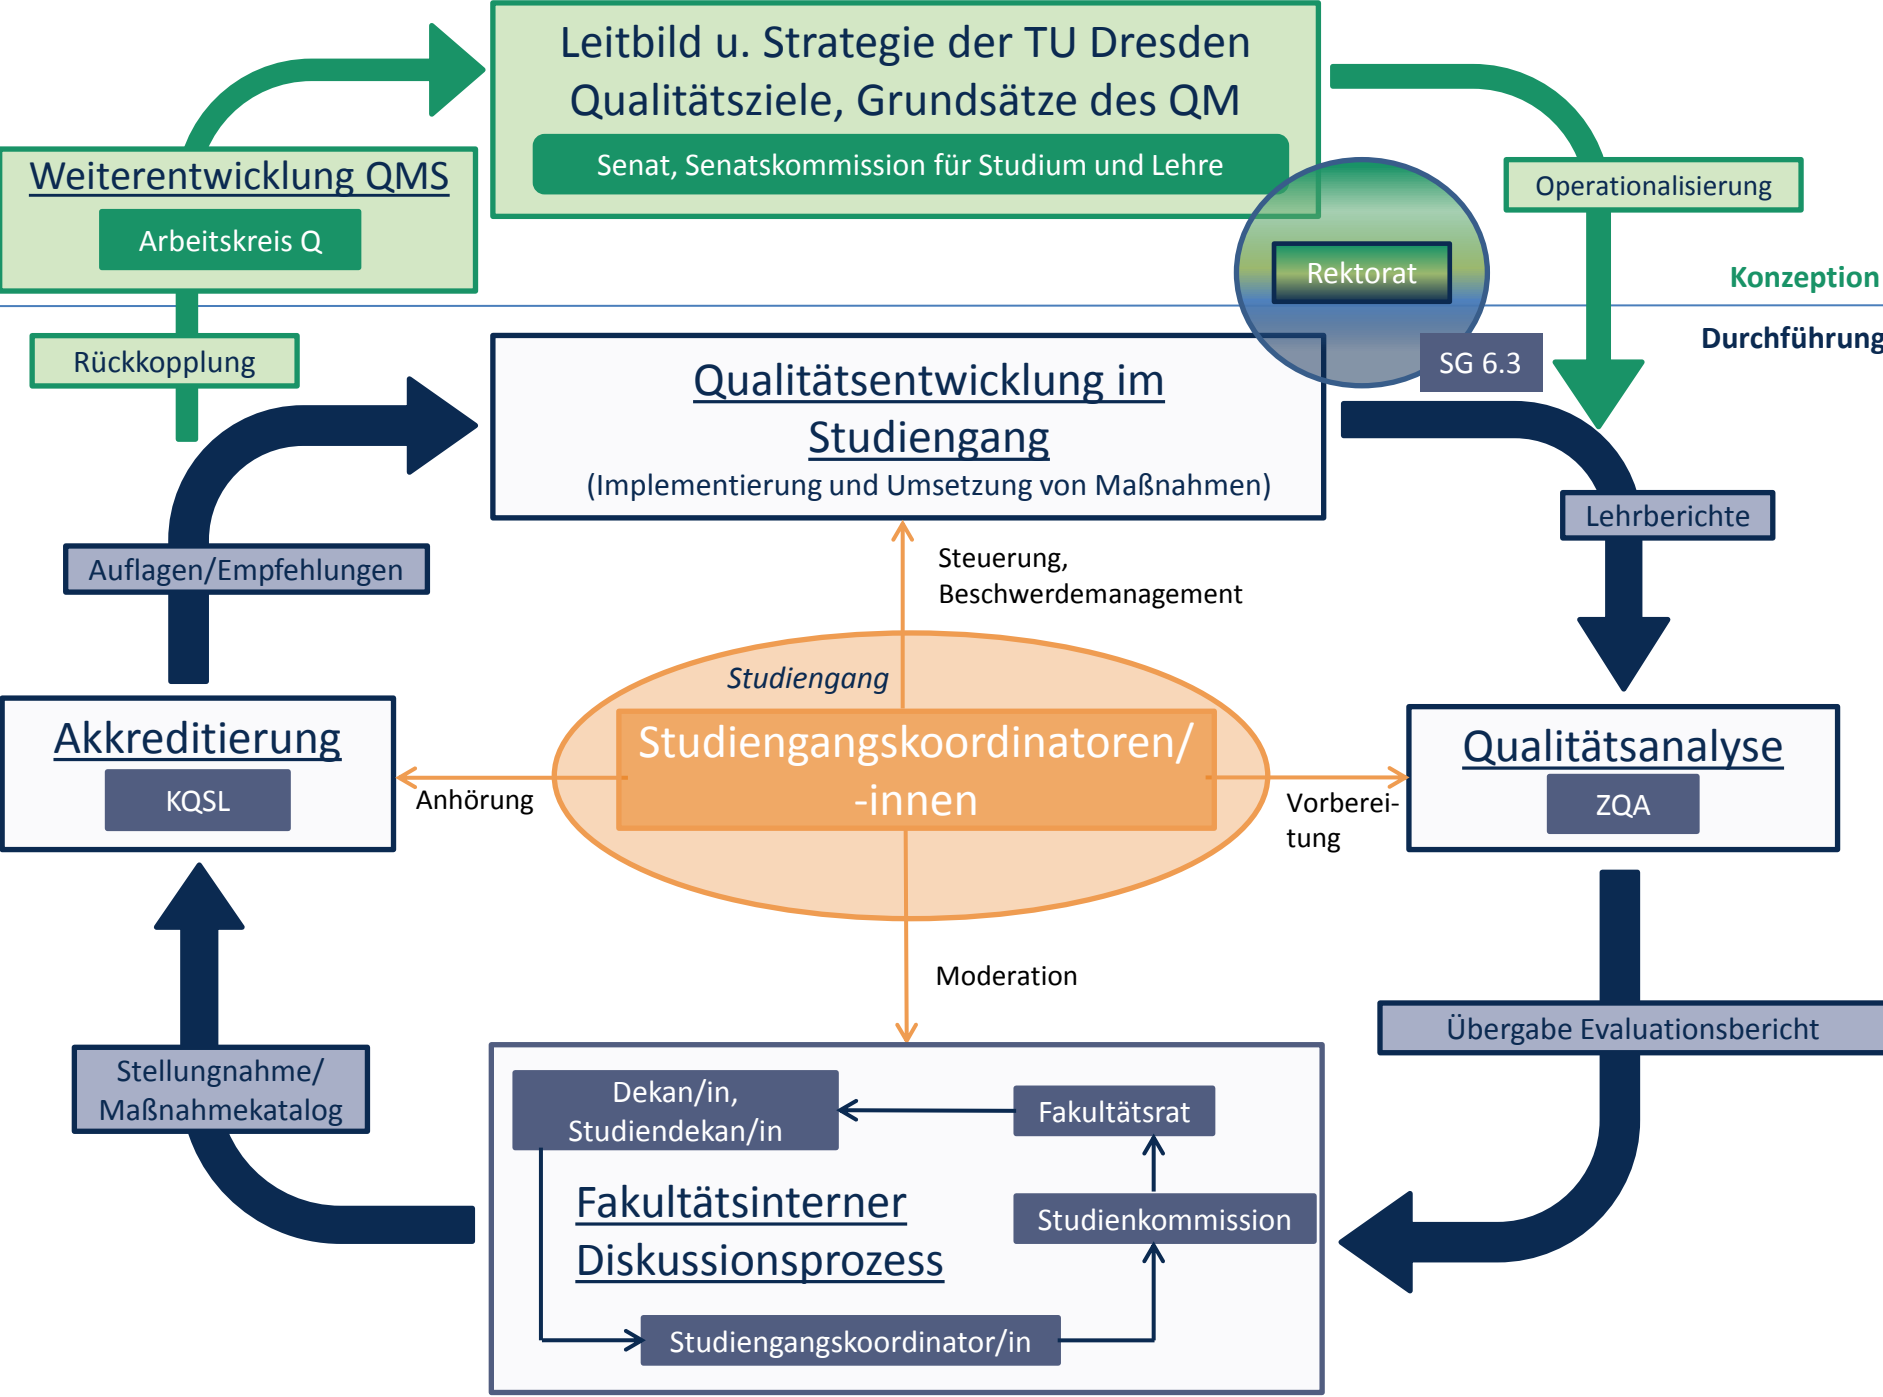 Leitbild u. Strategie der TU Dresden
Qualitätsziele, Grundsätze des QM
Senat, Senatskommission für Studium und Lehre
Weiterentwicklung QMS
Arbeitskreis Q
Operationalisierung
Rektorat
Konzeption
Durchführung
Rückkopplung
SG 6.3
Qualitätsentwicklung im
Studiengang
(Implementierung und Umsetzung von Maßnahmen)
Lehrberichte
Auflagen/Empfehlungen
Steuerung,
Beschwerdemanagement
Studiengang
Studiengangskoordinatoren/
-innen
Akkreditierung
KQSL
Anhörung
Vorberei-
tung
Qualitätsanalyse
ZQA
Moderation
Übergabe Evaluationsbericht
Stellungnahme/
Maßnahmekatalog
Dekan/in,
Studiendekan/in
Fakultätsrat
Fakultätsinterner
Diskussionsprozess
Studienkommission
Studiengangskoordinator/in